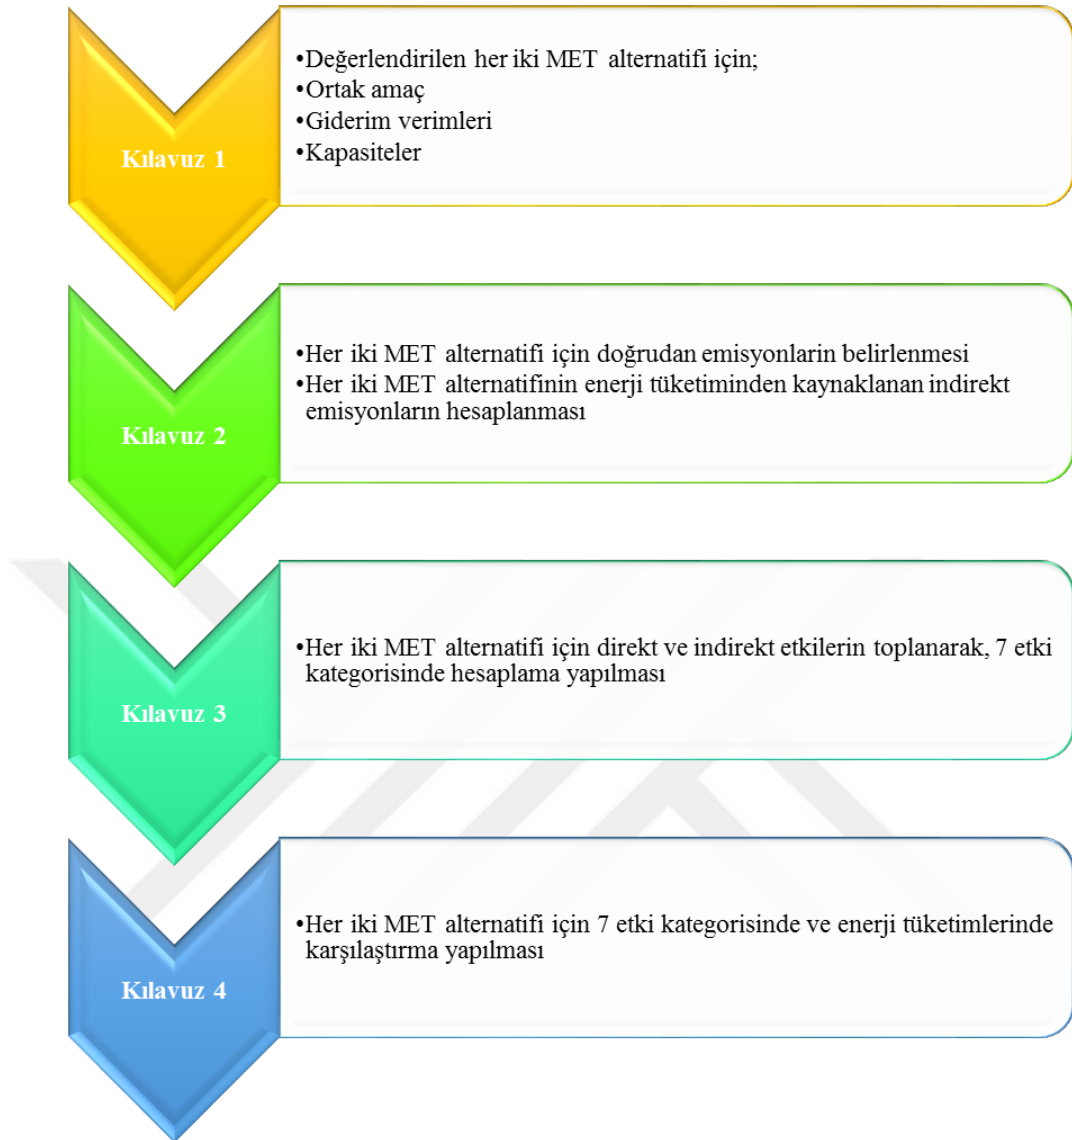 •Değerlendirilen her iki MET alternatifi için;
•Ortak amaç
•Giderim verimleri
•Kapasiteler
Kılavuz 1
•Her iki MET alternatifi için doğrudan emisyonlarin belirlenmesi
•Her iki MET alternatifinin enerji tüketiminden kaynaklanan indirekt
emisyonların hesaplanması
Kılavuz 2
•Her iki MET alternatifi için direkt ve indirekt etkilerin toplanarak, 7 etki
kategorisinde hesaplama yapılması
Kılavuz 3
•Her iki MET alternatifi için 7 etki kategorisinde ve enerji tüketimlerinde
karşılaştırma yapılması
Kılavuz 4